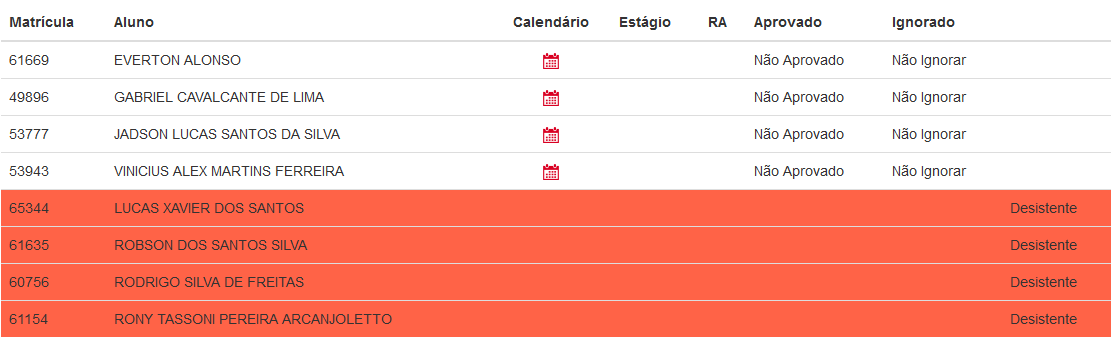 Matrícula Aluno Calendário Estágio RA Aprovado Ignorado
61669 EVERTON ALONSO Não Aprovado Não Ignorar
49896 GABRIEL CAVALCANTE DE LIMA Não Aprovado Não Ignorar
53777 JADSON LUCAS SANTOS DA SILVA Não Aprovado Não Ignorar
53943 VINICIUS ALEX MARTINS FERREIRA Não Aprovado Não Ignorar
65344 LUCAS XAVIER DOS SANTOS Desistente
61635 ROBSON DOS SANTOS SILVA Desistente
60756 RODRIGO SILVA DE FREITAS Desistente
61154 RONY TASSONI PEREIRA ARCANJOLETTO Desistente